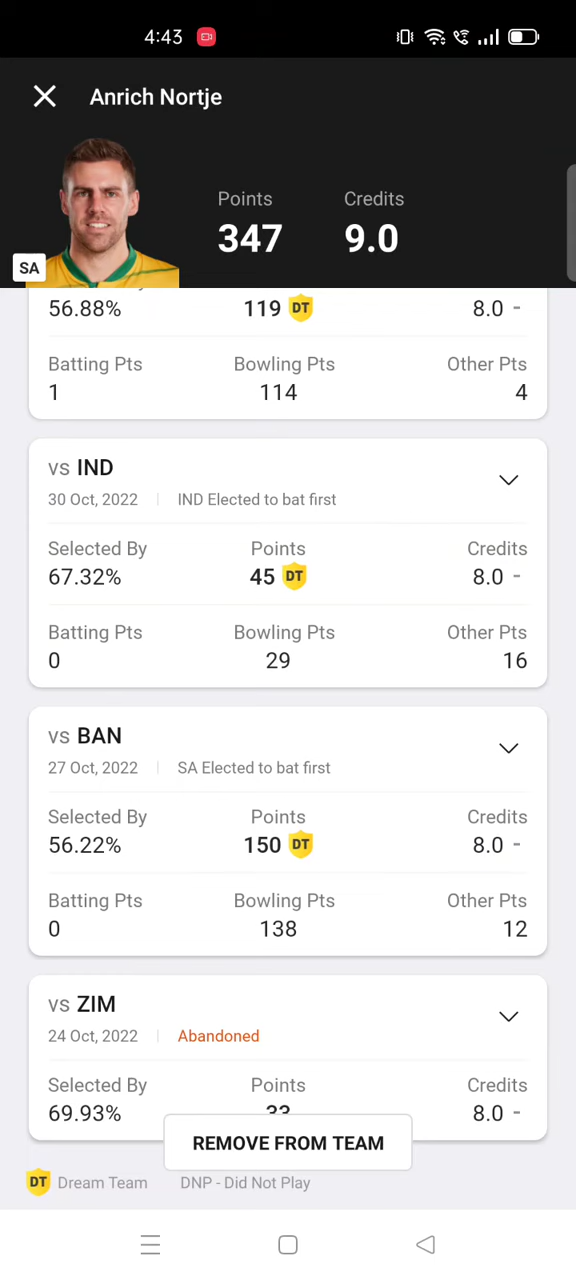 4:43
Anrich Nortje
Points Credits
347 9.0
SA
56.88% 119 DT 8.0 -
Batting Pts Bowling Pts Other Pts
1 114 4
vs IND
30 Oct, 2022 IND Elected to bat first
Selected By Points Credits
67.32% 45 DT 8.0 -
Batting Pts Bowling Pts Other Pts
0 29 16
vs BAN
27 Oct, 2022 SA Elected to bat first
Selected By Points Credits
56.22% 150 DT 8.0 -
Batting Pts Bowling Pts Other Pts
0 138 12
vs ZIM
24 Oct, 2022 Abandoned
Selected By Points Credits
69.93% 33 8.0 -
REMOVE FROM TEAM
DT Dream Team DNP - Did Not Play